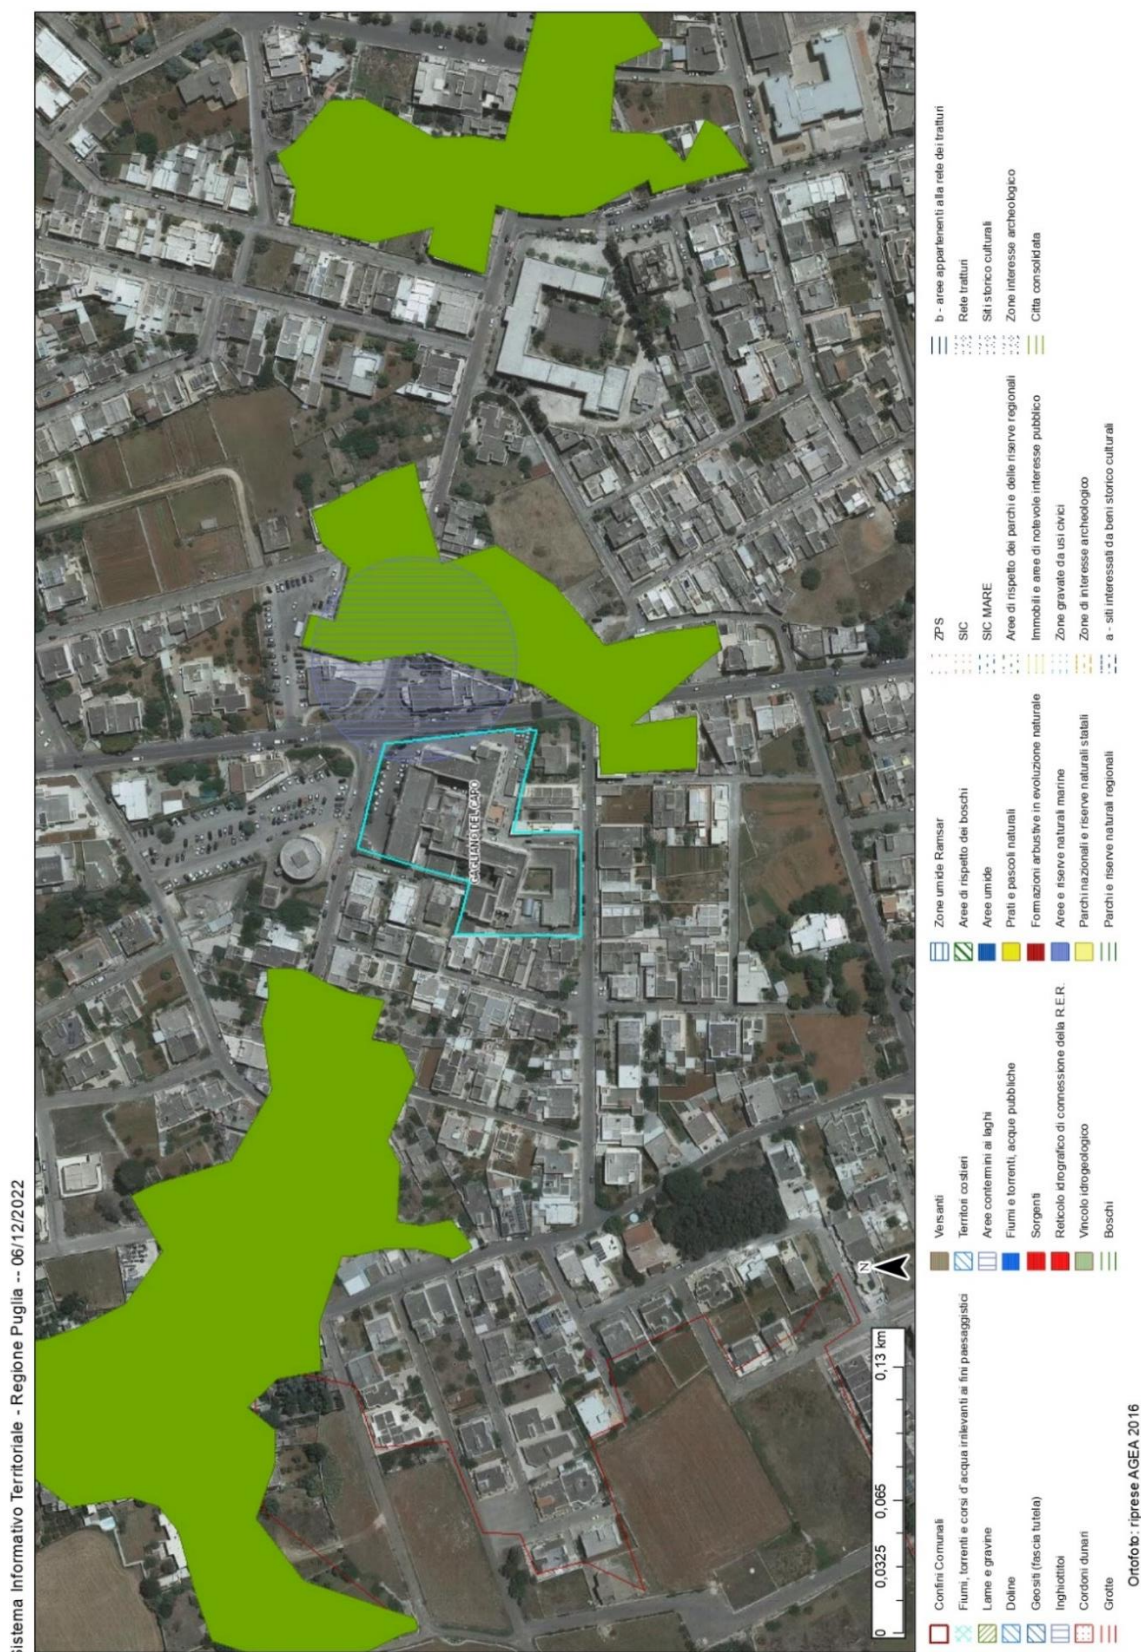 istema Informativo Territoriale - Regione Puglia -- 06/12/2022
GAGLIANO DEL CAPO
N
0 0,0325 0,065 0,13 km
Confini Comunali
Fiumi, torrenti e corsi d'acqua irrilevanti ai fini paesaggistici
Lame e gravine
Doline
Geositi (fascia tutela)
Inghiottitoi
Cordoni dunari
Grotte
Versanti
Territori costieri
Aree contermini ai laghi
Fiumi e torrenti, acque pubbliche
Sorgenti
Reticolo idrografico di connessione della R.E.R.
Vincolo idrogeologico
Boschi
Zone umide Ramsar
Aree di rispetto dei boschi
Aree umide
Prati e pascoli naturali
Formazioni arbustive in evoluzione naturale
Aree e riserve naturali marine
Parchi nazionali e riserve naturali statali
Parchi e riserve naturali regionali
ZPS
SIC
SIC MARE
Aree di rispetto dei parchi e delle riserve regionali
Immobili e aree di notevole interesse pubblico
Zone gravate da usi civici
Zone di interesse archeologico
a - siti interessati da beni storico culturali
b - aree appartenenti alla rete dei tratturi
Rete tratturi
Siti storico culturali
Zone interesse archeologico
Citta consolidata
Ortofoto: riprese AGEA 2016